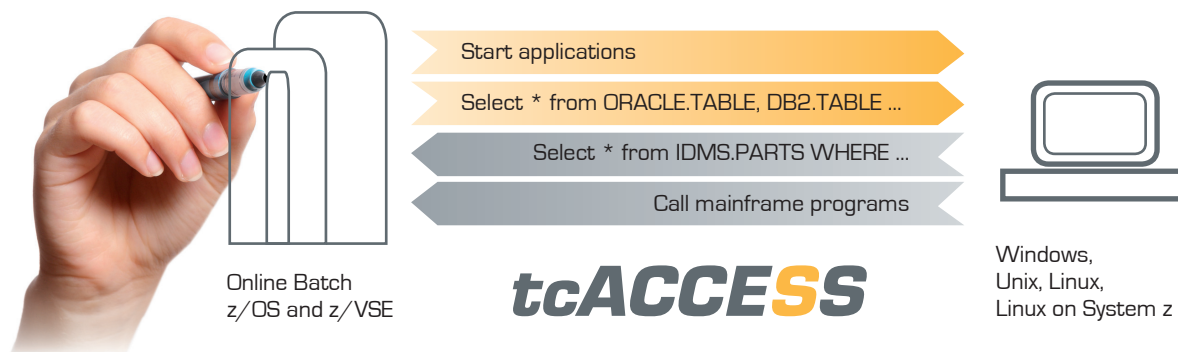 Start applications
Select * from ORACLE.TABLE, DB2.TABLE ...
Select * from IDMS.PARTS WHERE ...
Call mainframe programs
Online Batch
z/OS and z/VSE
tcACCESS
Windows,
Unix, Linux,
Linux on System z